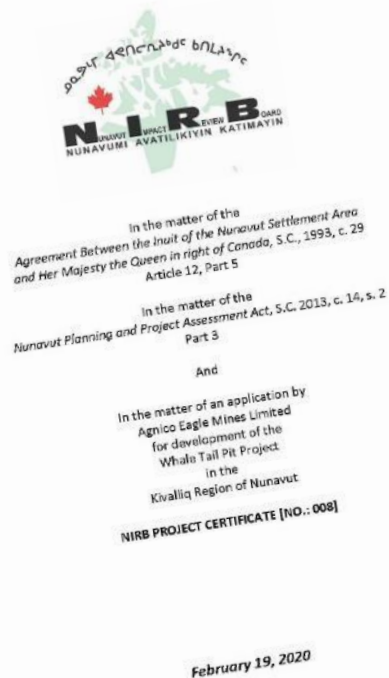 NUNAVUT IMPACT REVIEW BOARD
NUNAVUMI AVATILIKIYIN KATIMAYIN
In the matter of the
Agreement Between the Inuit of the Nunavut Settlement Area
and Her Majesty the Queen in right of Canada, S.C., 1993, c. 29
Article 12, Part 5
In the matter of the
Nunavut Planning and Project Assessment Act, S.C. 2013, c. 14, s. 2
Part 3
And
In the matter of an application by
Agnico Eagle Mines Limited
for development of the
Whale Tail Pit Project
in the
Kivalliq Region of Nunavut
NIRB PROJECT CERTIFICATE [NO.: 008]
February 19, 2020